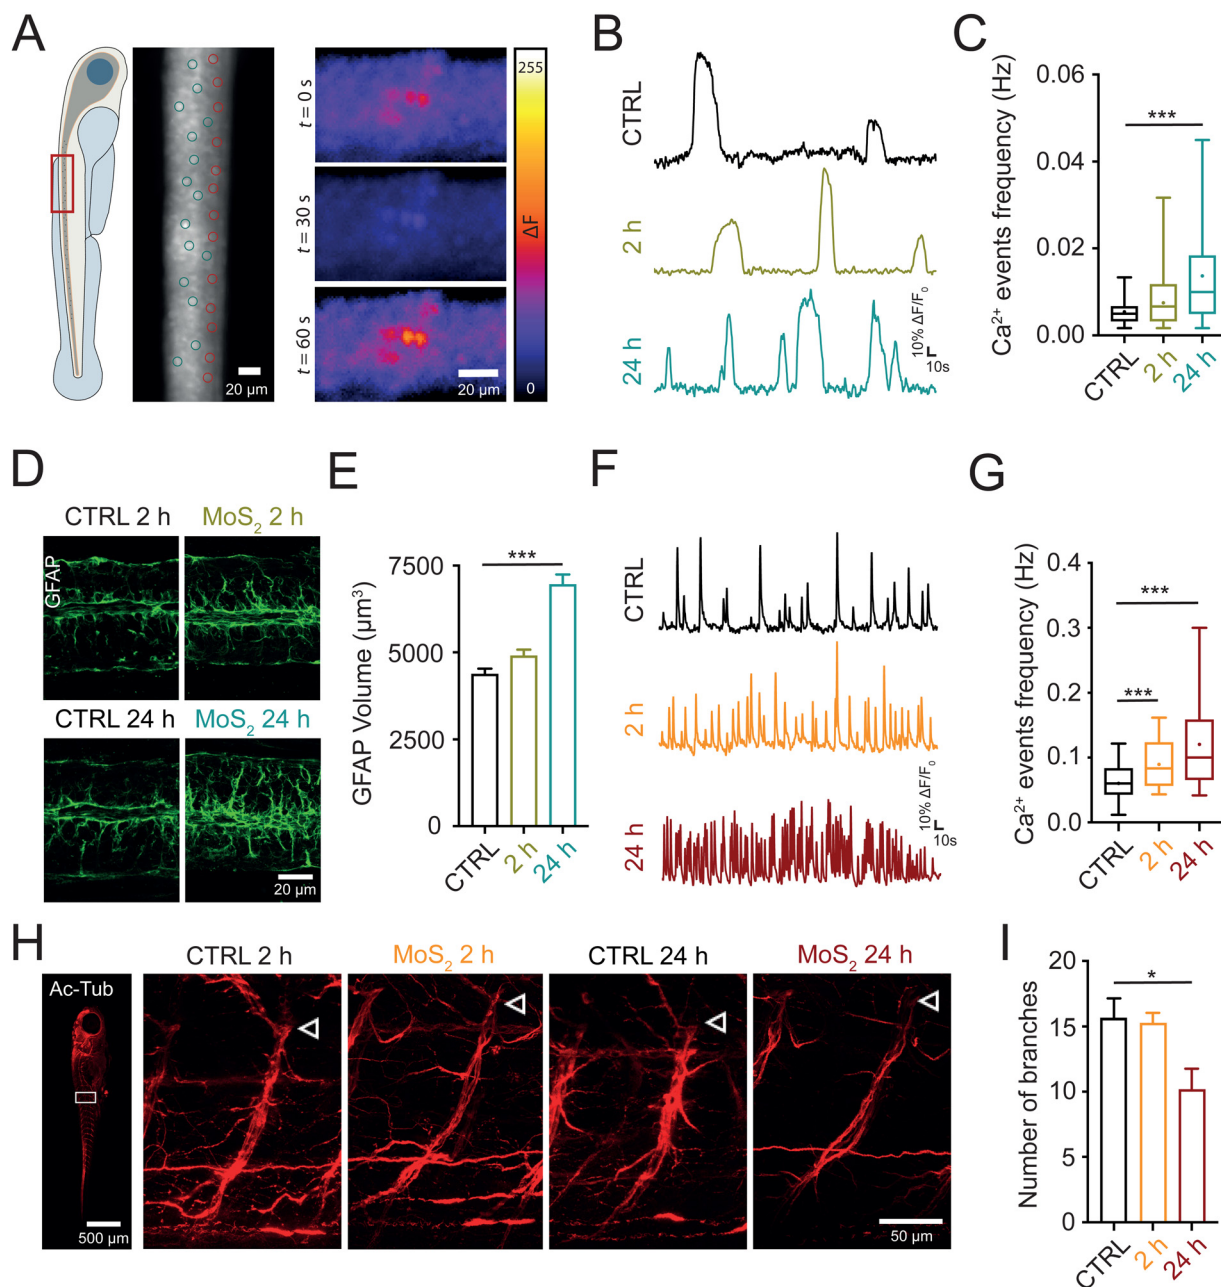 A
t = 0 s
t = 30 s
t = 60 s
20 µm
20 µm
255
ΔF
0
B
CTRL
2 h
24 h
10% ΔF/F₀
10s
C
Ca²⁺ events frequency (Hz)
0.06
0.04
0.02
0.00
***
CTRL
2 h
24 h
D
CTRL 2 h
MoS₂ 2 h
GFAP
CTRL 24 h
MoS₂ 24 h
20 µm
E
GFAP Volume (µm³)
7500
5000
2500
0
***
CTRL
2 h
24 h
F
CTRL
2 h
24 h
10% ΔF/F₀
10s
G
Ca²⁺ events frequency (Hz)
0.4
0.3
0.2
0.1
0.0
***
***
CTRL
2 h
24 h
H
Ac-Tub
500 µm
CTRL 2 h
MoS₂ 2 h
CTRL 24 h
MoS₂ 24 h
50 µm
I
Number of branches
20
15
10
5
0
*
CTRL
2 h
24 h